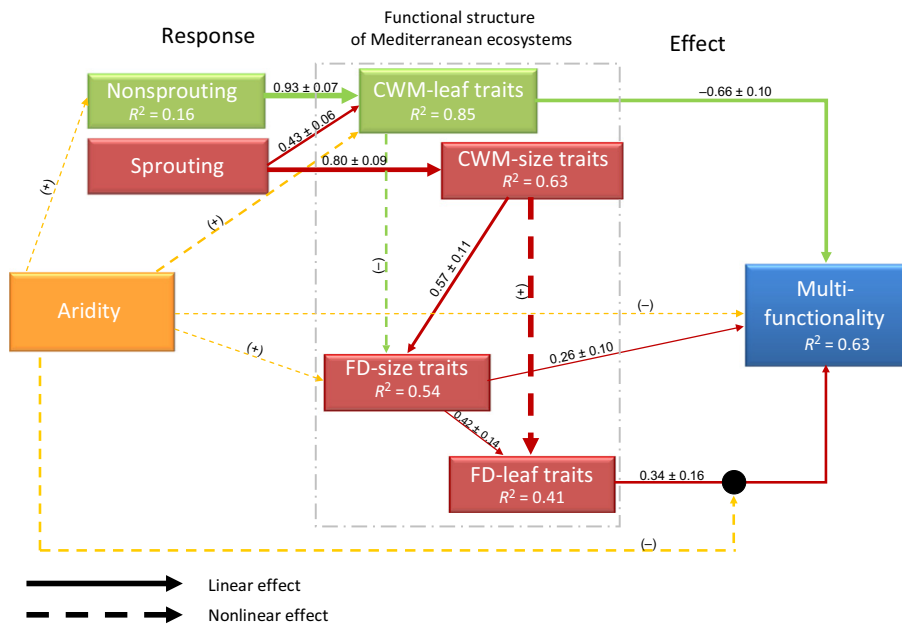 Response
Functional structure
of Mediterranean ecosystems
Effect
Nonsprouting
R² = 0.16
0.93 ± 0.07
CWM-leaf traits
R² = 0.85
–0.66 ± 0.10
0.43 ± 0.06
Sprouting
0.80 ± 0.09
CWM-size traits
R² = 0.63
(+)
(+)
(–)
0.57 ± 0.11
(+)
Aridity
(–)
Multi-
functionality
R² = 0.63
(+)
FD-size traits
R² = 0.54
0.26 ± 0.10
0.42 ± 0.14
FD-leaf traits
R² = 0.41
0.34 ± 0.16
(–)
Linear effect
Nonlinear effect